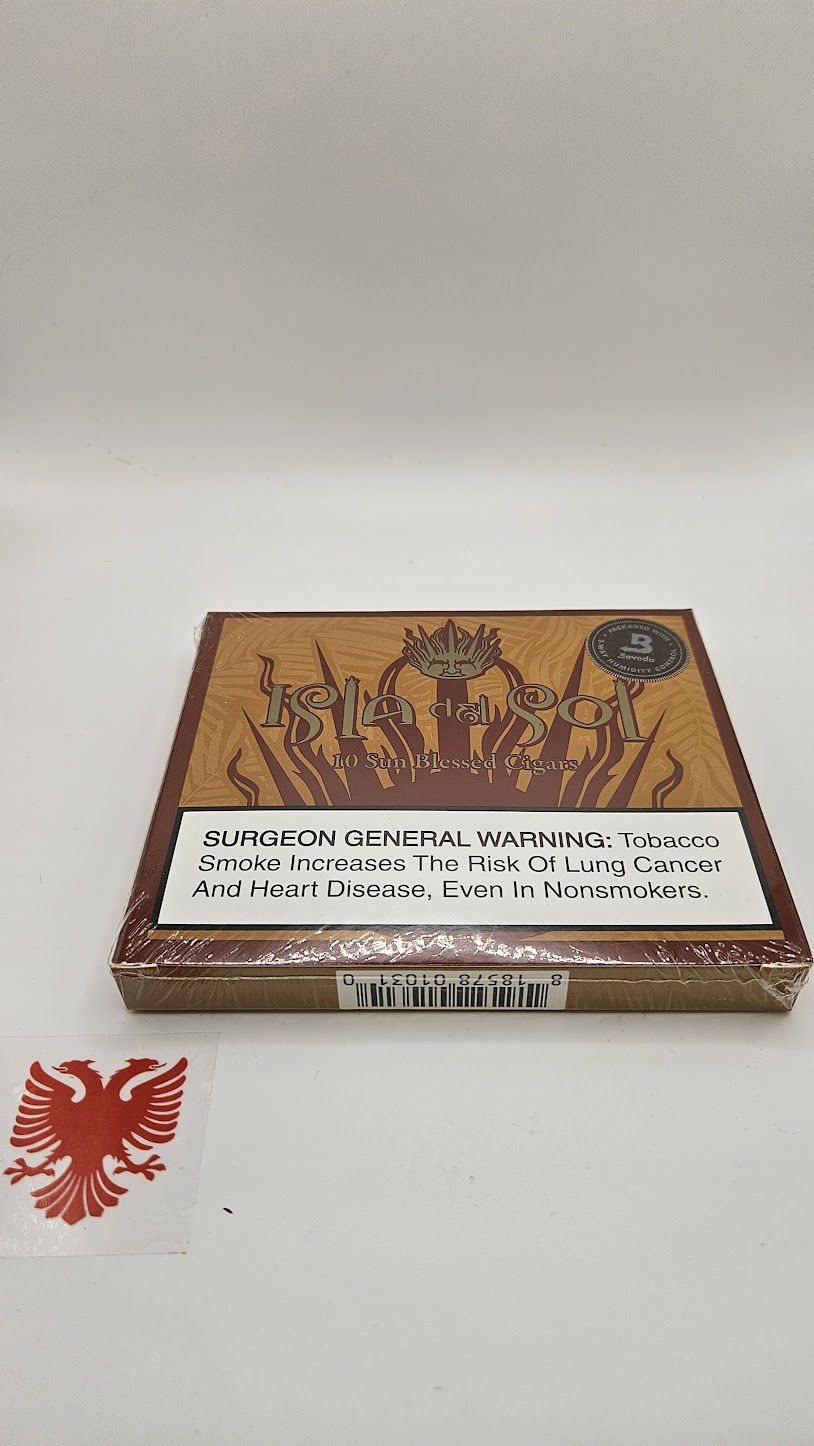 PACKAGED WITH
B
Boveda
2-WAY HUMIDITY CONTROL
ISlA del SOl
10 Sun Blessed Cigars
SURGEON GENERAL WARNING: Tobacco
Smoke Increases The Risk Of Lung Cancer
And Heart Disease, Even In Nonsmokers.
8 18578 01031 0